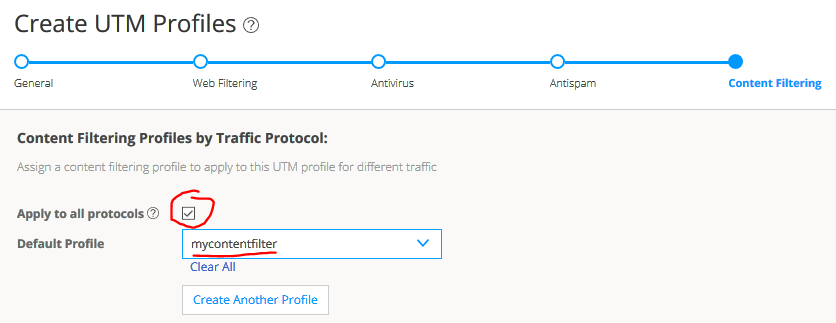 Create UTM Profiles ?
General
Web Filtering
Antivirus
Antispam
Content Filtering
Content Filtering Profiles by Traffic Protocol:
Assign a content filtering profile to apply to this UTM profile for different traffic
Apply to all protocols ?
Default Profile
mycontentfilter
Clear All
Create Another Profile